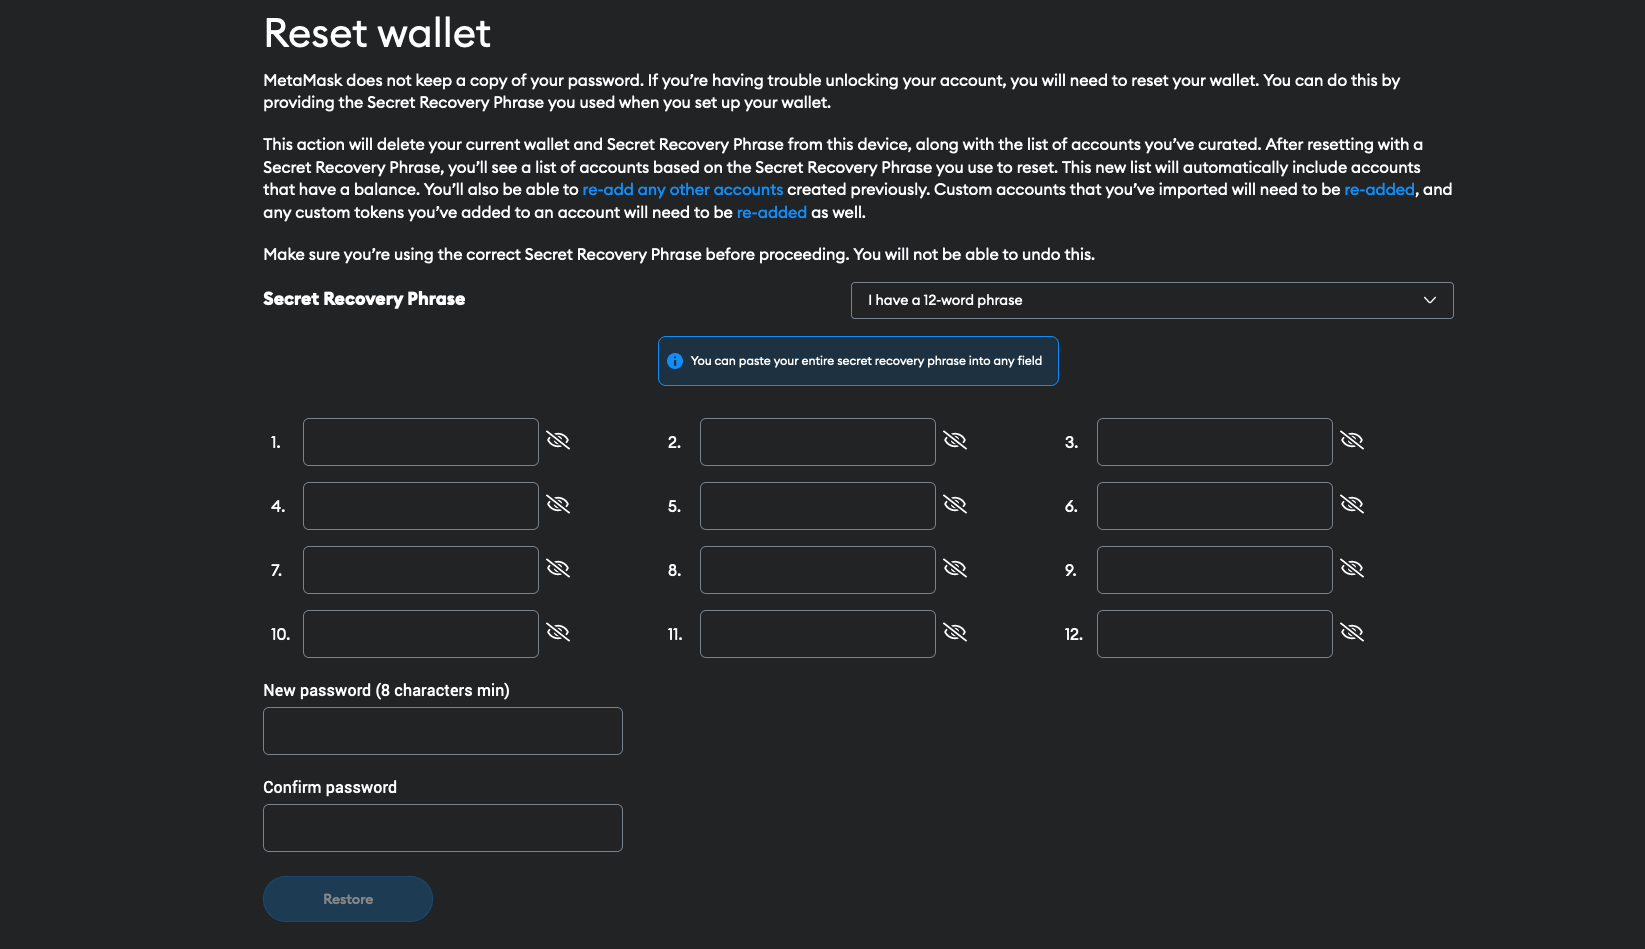 Reset wallet
MetaMask does not keep a copy of your password. If you’re having trouble unlocking your account, you will need to reset your wallet. You can do this by
providing the Secret Recovery Phrase you used when you set up your wallet.
This action will delete your current wallet and Secret Recovery Phrase from this device, along with the list of accounts you’ve curated. After resetting with a
Secret Recovery Phrase, you’ll see a list of accounts based on the Secret Recovery Phrase you use to reset. This new list will automatically include accounts
that have a balance. You’ll also be able to re-add any other accounts created previously. Custom accounts that you’ve imported will need to be re-added, and
any custom tokens you’ve added to an account will need to be re-added as well.
Make sure you’re using the correct Secret Recovery Phrase before proceeding. You will not be able to undo this.
Secret Recovery Phrase
I have a 12-word phrase
You can paste your entire secret recovery phrase into any field
1. 2. 3.
4. 5. 6.
7. 8. 9.
10. 11. 12.
New password (8 characters min)
Confirm password
Restore